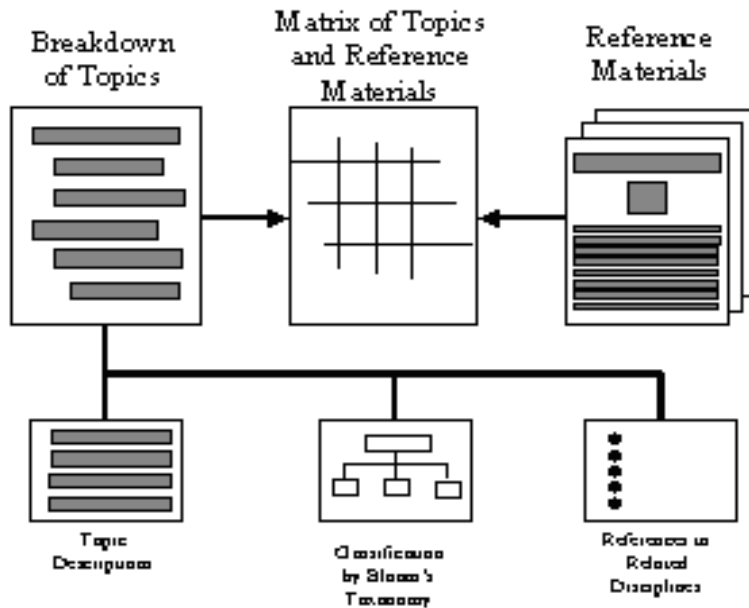 Breakdown
of Topics
Matrix of Topics
and Reference
Materials
Reference
Materials
Topic
Description
Classification
by Bloom's
Taxonomy
References to
Related
Disciplines